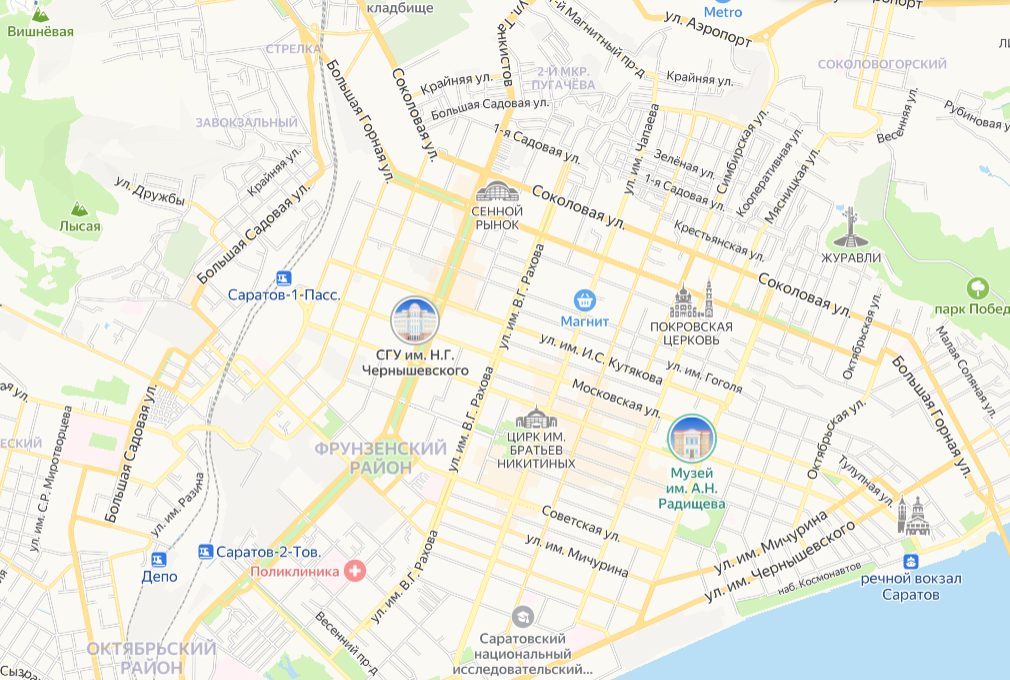 кладбище
Metro
Вишнёвая
ул. Аэропорт
Аэропорт
СТРЕЛКА
ул. Танкистов
1-й Магнитный пр-д
Крайняя ул.
2-Й МКР.
ПУГАЧЁВА
Крайняя ул.
СОКОЛОВОГОРСКИЙ
Большая Горная ул.
Соколовая ул.
Большая Садовая ул.
Рубиновая у
Весенняя ул.
ЗАВОКЗАЛЬНЫЙ
1-я Садовая ул.
ул. им. Чапаева
Зелёная ул.
Симбирская ул.
Кооперативная ул.
Мясницкая ул.
Крайняя ул.
ул. Дружбы
1-я Садовая ул.
Лысая
Большая Садовая ул.
СЕННОЙ
РЫНОК
Соколовая ул.
Крестьянская ул.
ЖУРАВЛИ
Саратов-1-Пасс.
ул. им. В.Г. Рахова
Соколовая ул.
Магнит
ПОКРОВСКАЯ
ЦЕРКОВЬ
Октябрьская ул.
парк Побед
Малая Соляная ул.
СГУ им. Н.Г.
Чернышевского
ул. им. И.С. Кутякова
ул. им. Гоголя
Большая Горная ул.
ая ул.
Московская ул.
ул. им. В.Г. Рахова
Большая Садовая ул.
ул. им. С.Р. Миротворцева
ЕСКИЙ
ФРУНЗЕНСКИЙ
РАЙОН
ЦИРК ИМ.
БРАТЬЕВ
НИКИТИНЫХ
Музей
им. А.Н.
Радищева
Октябрьская ул.
Тулупная ул.
ул. им. Разина
Советская ул.
ул. им. Мичурина
ул. им. Мичурина
ул. им. Чернышевского
наб. Космонавтов
речной вокзал
Саратов
Саратов-2-Тов.
Депо
Поликлиника
ул. им. В.Г. Рахова
Весенний пр-д
Саратовский
национальный
исследовательский...
ОКТЯБРЬСКИЙ
РАЙОН
Сызра